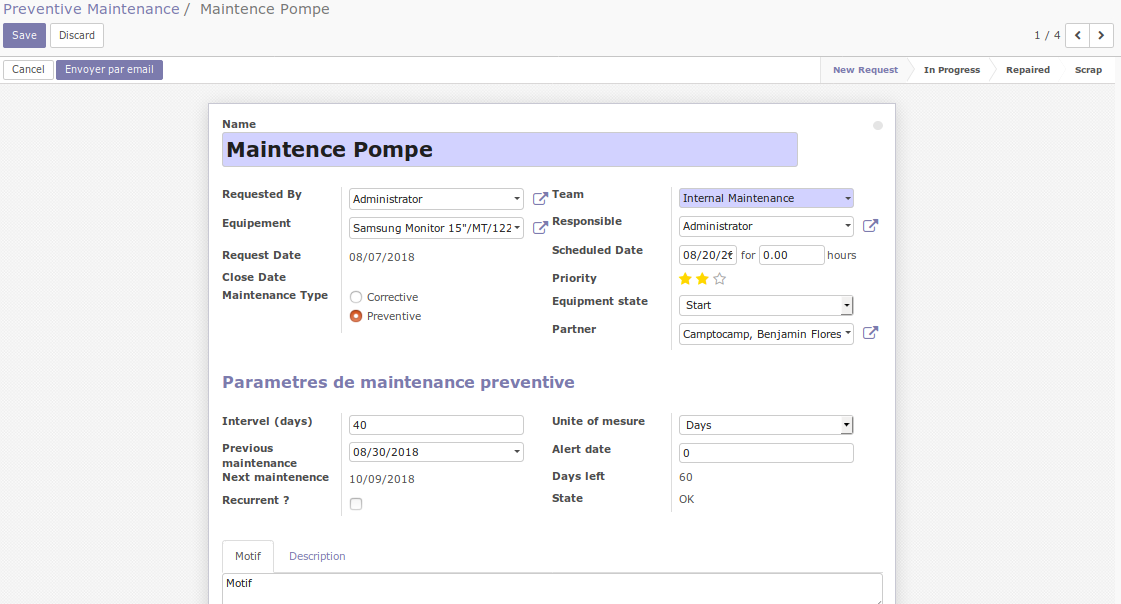 Preventive Maintenance / Maintence Pompe
Save Discard 1 / 4
Cancel Envoyer par email New Request In Progress Repaired Scrap
Name
Maintence Pompe
Requested By Administrator
Equipement Samsung Monitor 15"/MT/122
Request Date 08/07/2018
Close Date
Maintenance Type Corrective
Preventive
Team Internal Maintenance
Responsible Administrator
Scheduled Date 08/20/2 for 0.00 hours
Priority
Equipment state Start
Partner Camptocamp, Benjamin Flores
Parametres de maintenance preventive
Intervel (days) 40
Previous
maintenance 08/30/2018
Next maintenence 10/09/2018
Recurrent ?
Unite of mesure Days
Alert date 0
Days left 60
State OK
Motif Description
Motif